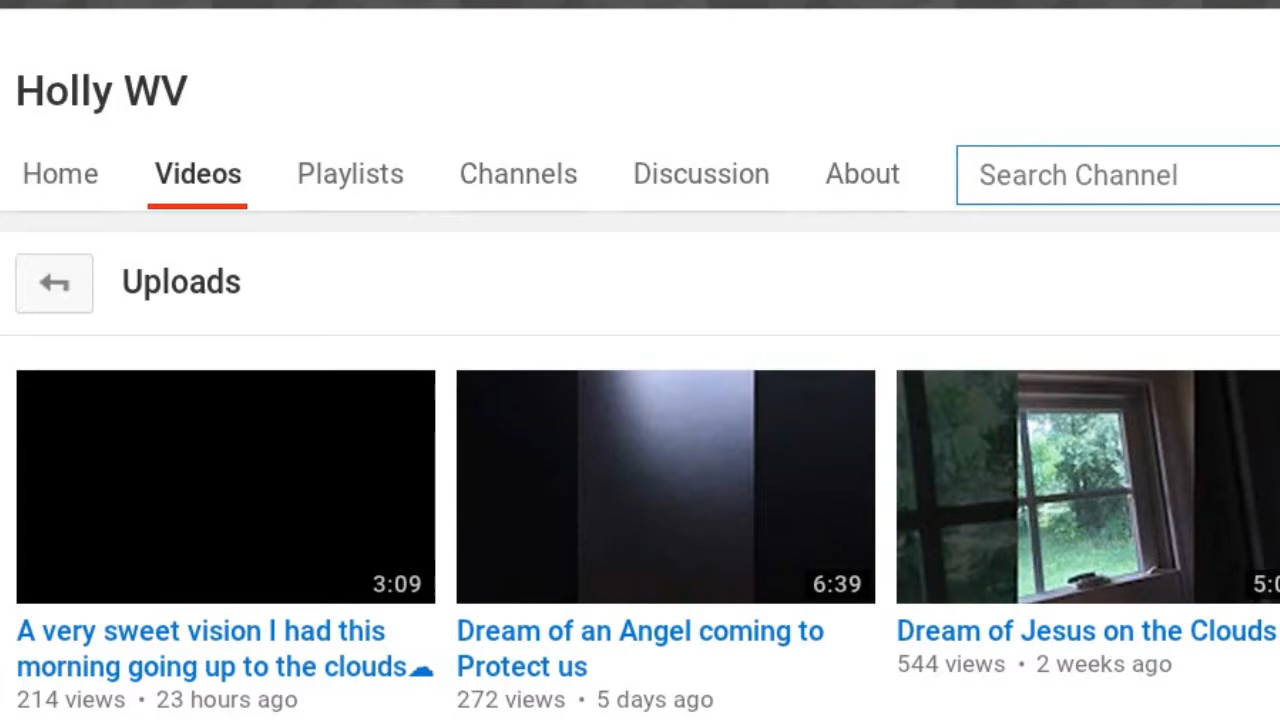 Holly WV
Home Videos Playlists Channels Discussion About Search Channel
Uploads
3:09 6:39
A very sweet vision I had this
morning going up to the clouds☁
214 views • 23 hours ago
Dream of an Angel coming to
Protect us
272 views • 5 days ago
Dream of Jesus on the Clouds
544 views • 2 weeks ago